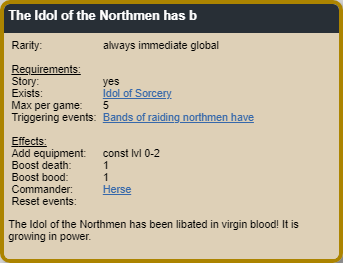 The Idol of the Northmen has b
Rarity: always immediate global
Requirements:
Story: yes
Exists: Idol of Sorcery
Max per game: 5
Triggering events: Bands of raiding northmen have
Effects:
Add equipment: const lvl 0-2
Boost death: 1
Boost bood: 1
Commander: Herse
Reset events:
The Idol of the Northmen has been libated in virgin blood! It is
growing in power.